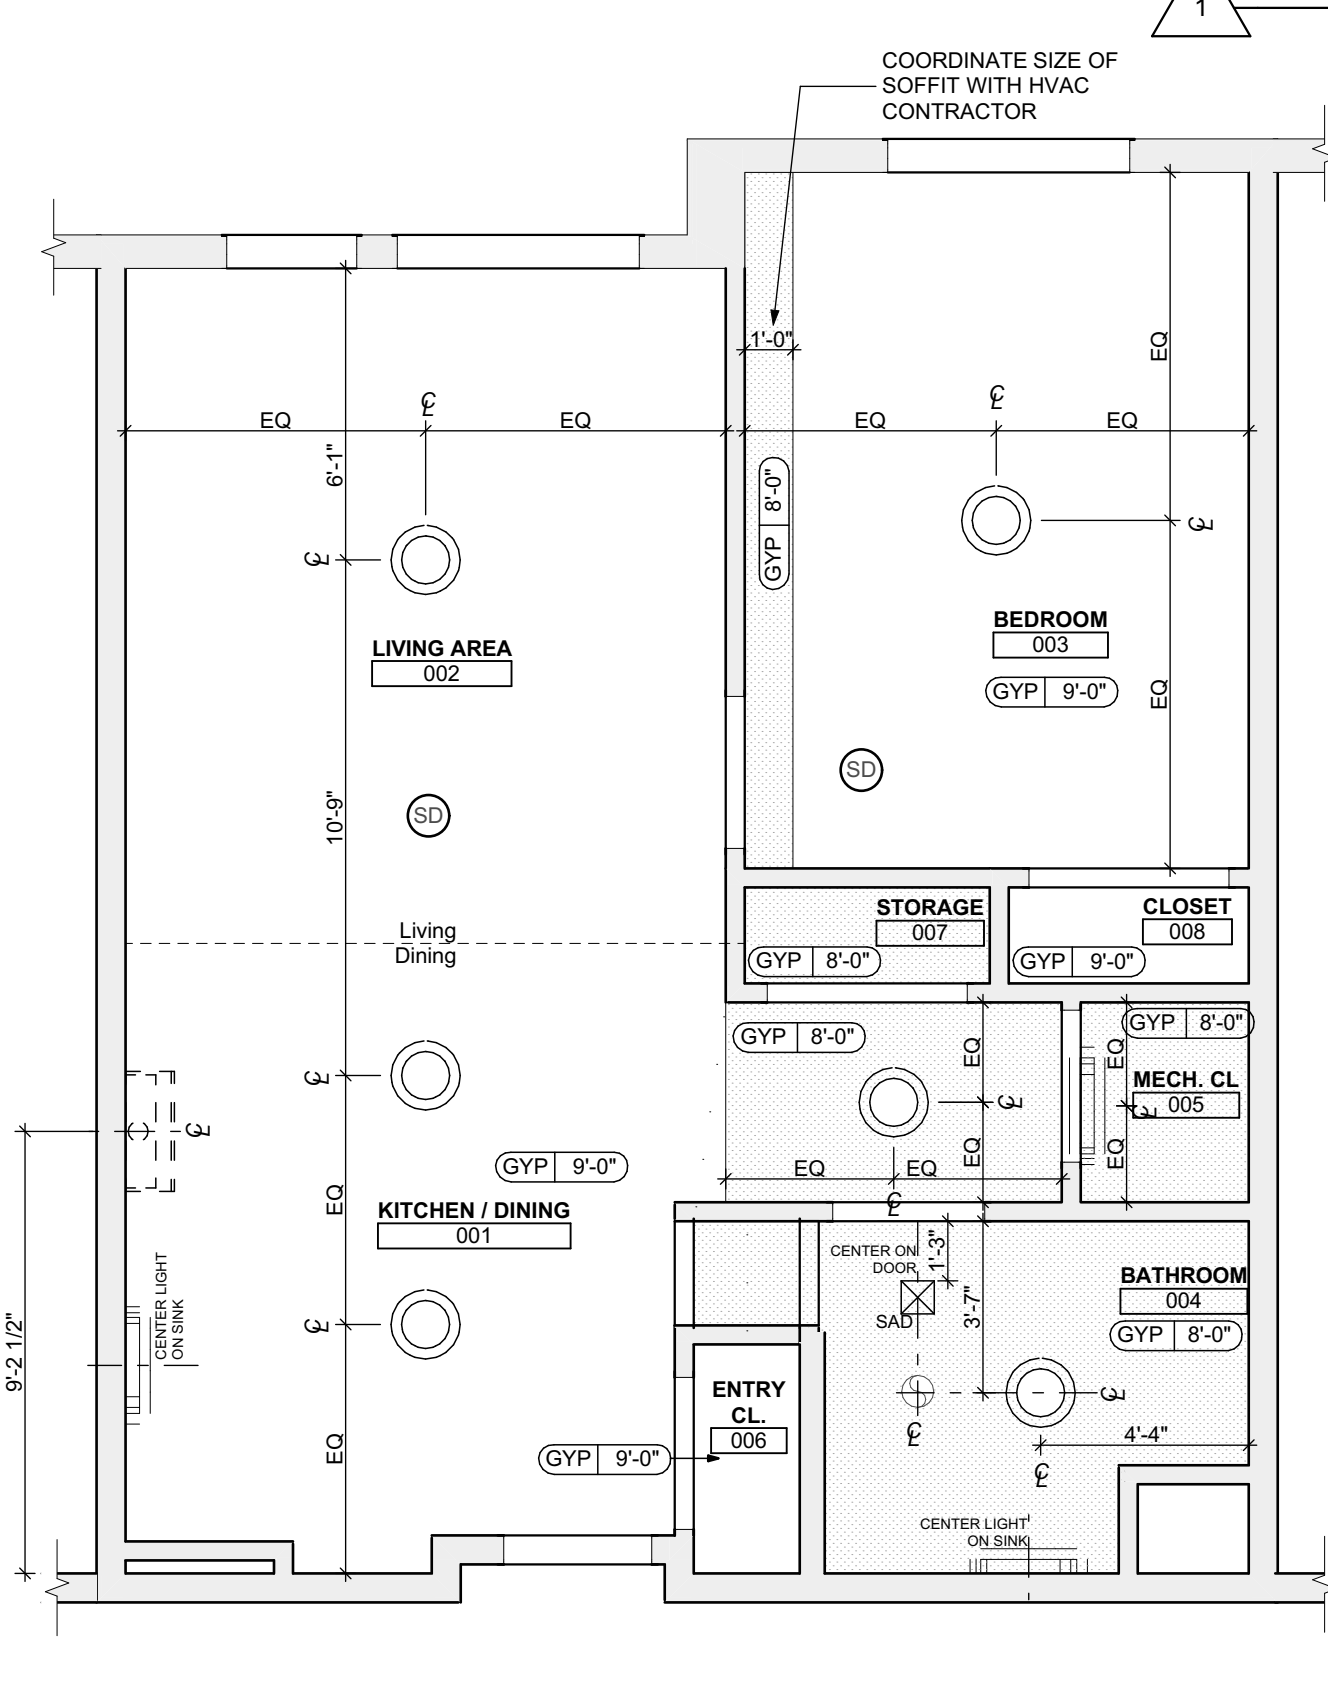 1
COORDINATE SIZE OF
SOFFIT WITH HVAC
CONTRACTOR
1'-0"
EQ
℄
EQ
EQ
℄
EQ
EQ
6'-1"
GYP 8'-0"
℄
℄
BEDROOM
003
GYP 9'-0"
EQ
LIVING AREA
002
SD
SD
10'-9"
Living
Dining
STORAGE
007
GYP 8'-0"
CLOSET
008
GYP 9'-0"
GYP 8'-0"
EQ
GYP 8'-0"
EQ
MECH. CL
005
℄
℄
℄
℄
EQ
EQ
EQ
EQ
℄
GYP 9'-0"
EQ
KITCHEN / DINING
001
CENTER LIGHT
ON SINK
9'-2 1/2"
℄
EQ
CENTER ON
DOOR
1'-3"
SAD
3'-7"
BATHROOM
004
GYP 8'-0"
ENTRY
CL.
006
GYP 9'-0"
℄
℄
4'-4"
℄
CENTER LIGHT
ON SINK